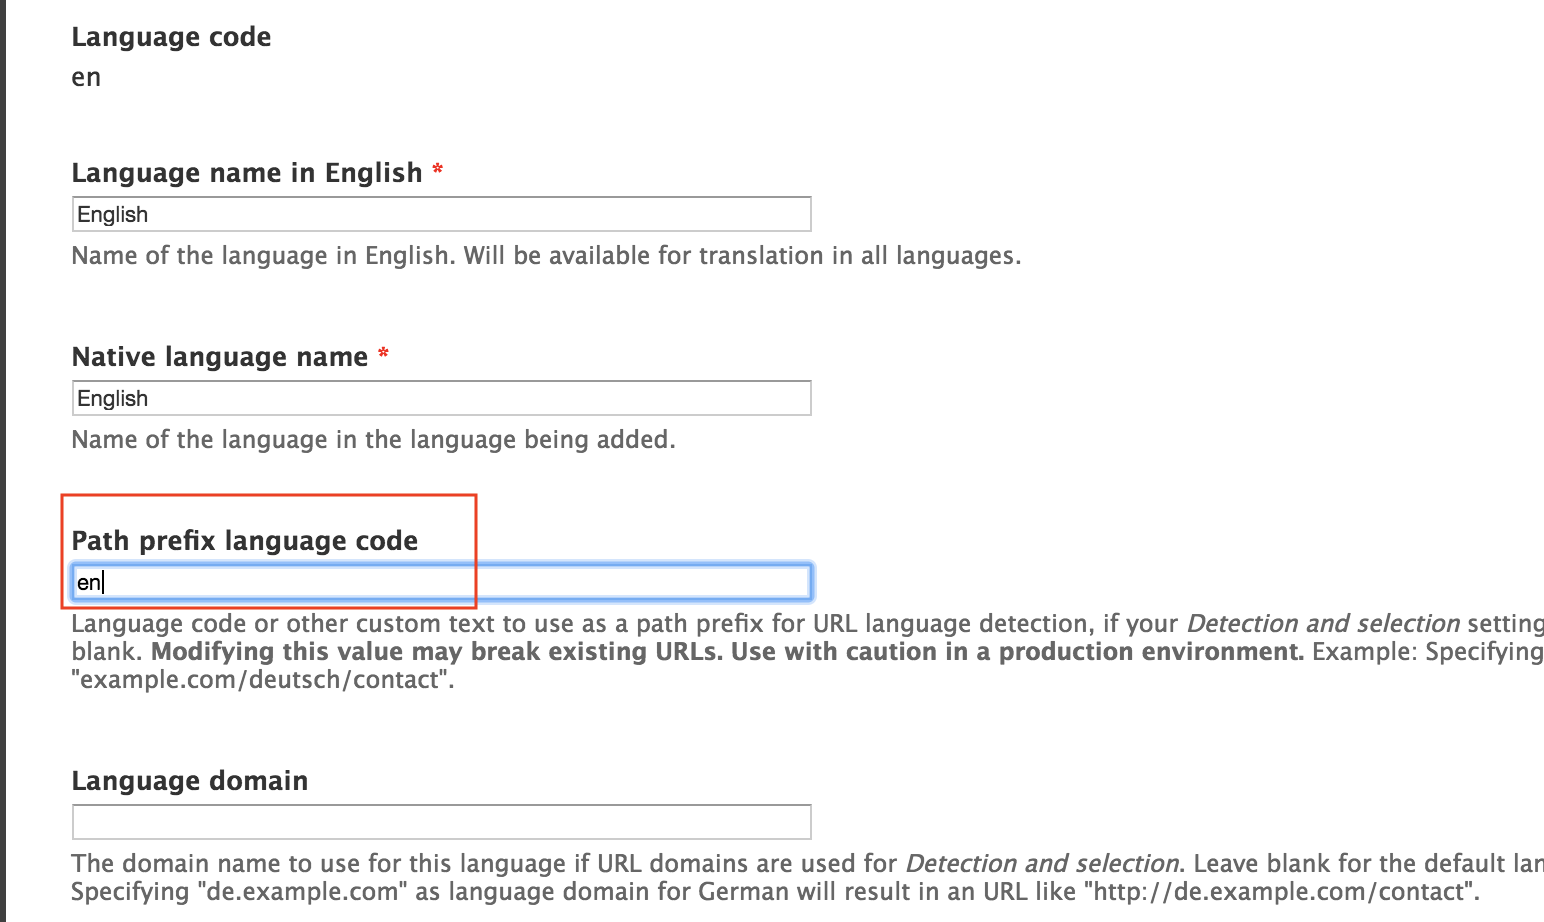 Language code
en
Language name in English *
English
Name of the language in English. Will be available for translation in all languages.
Native language name *
English
Name of the language in the language being added.
Path prefix language code
en
Language code or other custom text to use as a path prefix for URL language detection, if your Detection and selection setting
blank. Modifying this value may break existing URLs. Use with caution in a production environment. Example: Specifying
"example.com/deutsch/contact".
Language domain
The domain name to use for this language if URL domains are used for Detection and selection. Leave blank for the default lan
Specifying "de.example.com" as language domain for German will result in an URL like "http://de.example.com/contact".